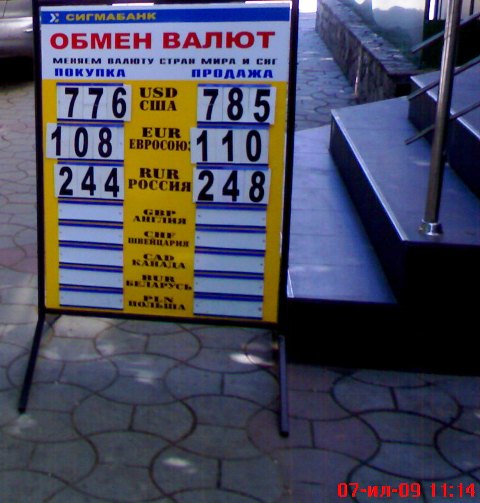 СИГМАБАНК
ОБМЕН ВАЛЮТ
МЕНЯЕМ ВАЛЮТУ СТРАН МИРА И СНГ
ПОКУПКА ПРОДАЖА
776 USD США 785
108 EUR ЕВРОСОЮЗ 110
244 RUR РОССИЯ 248
GBP АНГЛИЯ
CHF ШВЕЙЦАРИЯ
CAD КАНАДА
BUR БЕЛАРУСЬ
PLN ПОЛЬША
07-ил-09 11:14